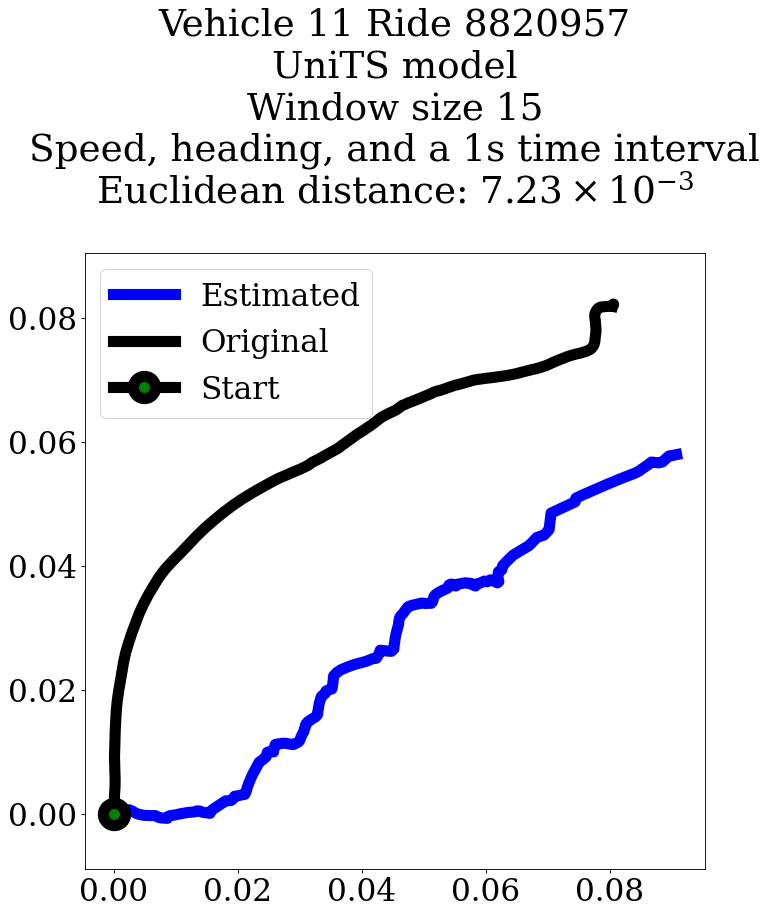 Vehicle 11 Ride 8820957
UniTS model
Window size 15
Speed, heading, and a 1s time interval
Euclidean distance: 7.23 × 10⁻³
Estimated
Original
Start
0.08
0.06
0.04
0.02
0.00
0.00 0.02 0.04 0.06 0.08